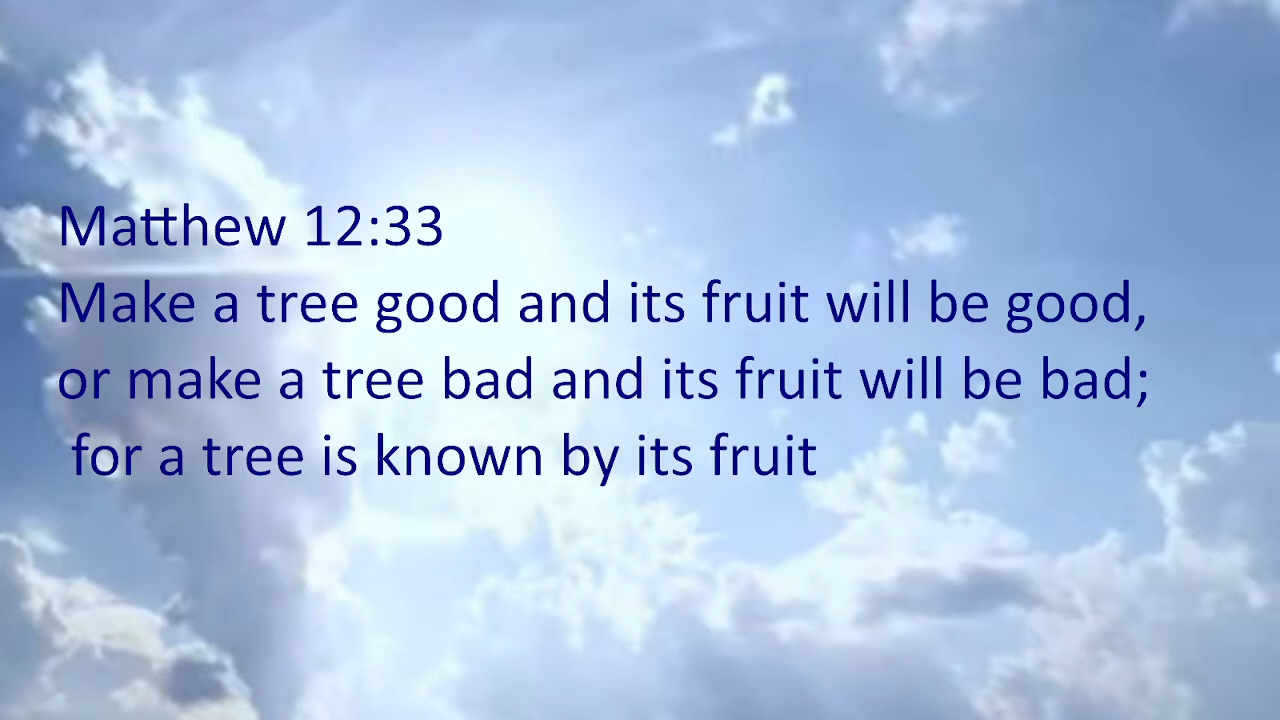 Matthew 12:33
Make a tree good and its fruit will be good,
or make a tree bad and its fruit will be bad;
for a tree is known by its fruit